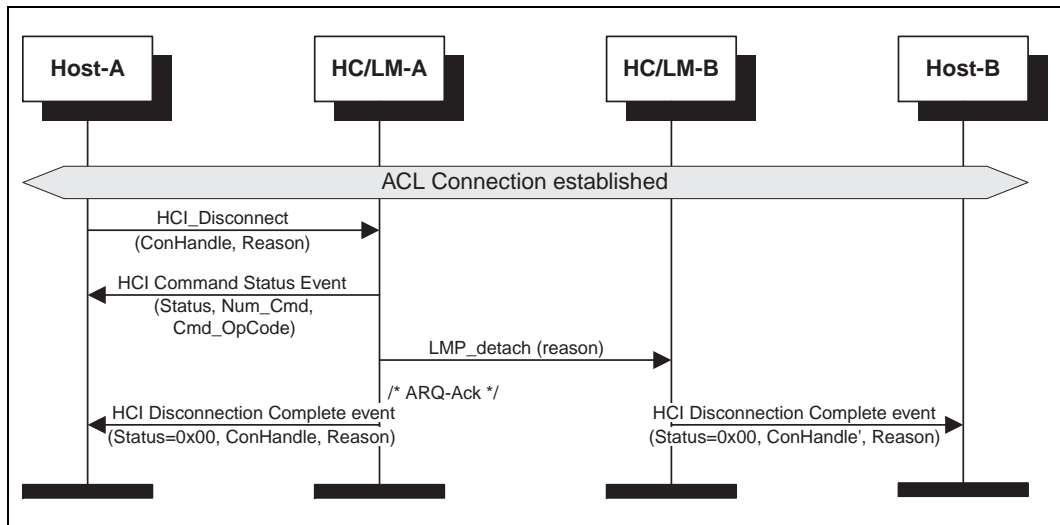 Host-A
HC/LM-A
HC/LM-B
Host-B
ACL Connection established
HCI_Disconnect
(ConHandle, Reason)
HCI Command Status Event
(Status, Num_Cmd,
Cmd_OpCode)
LMP_detach (reason)
/* ARQ-Ack */
HCI Disconnection Complete event
(Status=0x00, ConHandle, Reason)
HCI Disconnection Complete event
(Status=0x00, ConHandle', Reason)